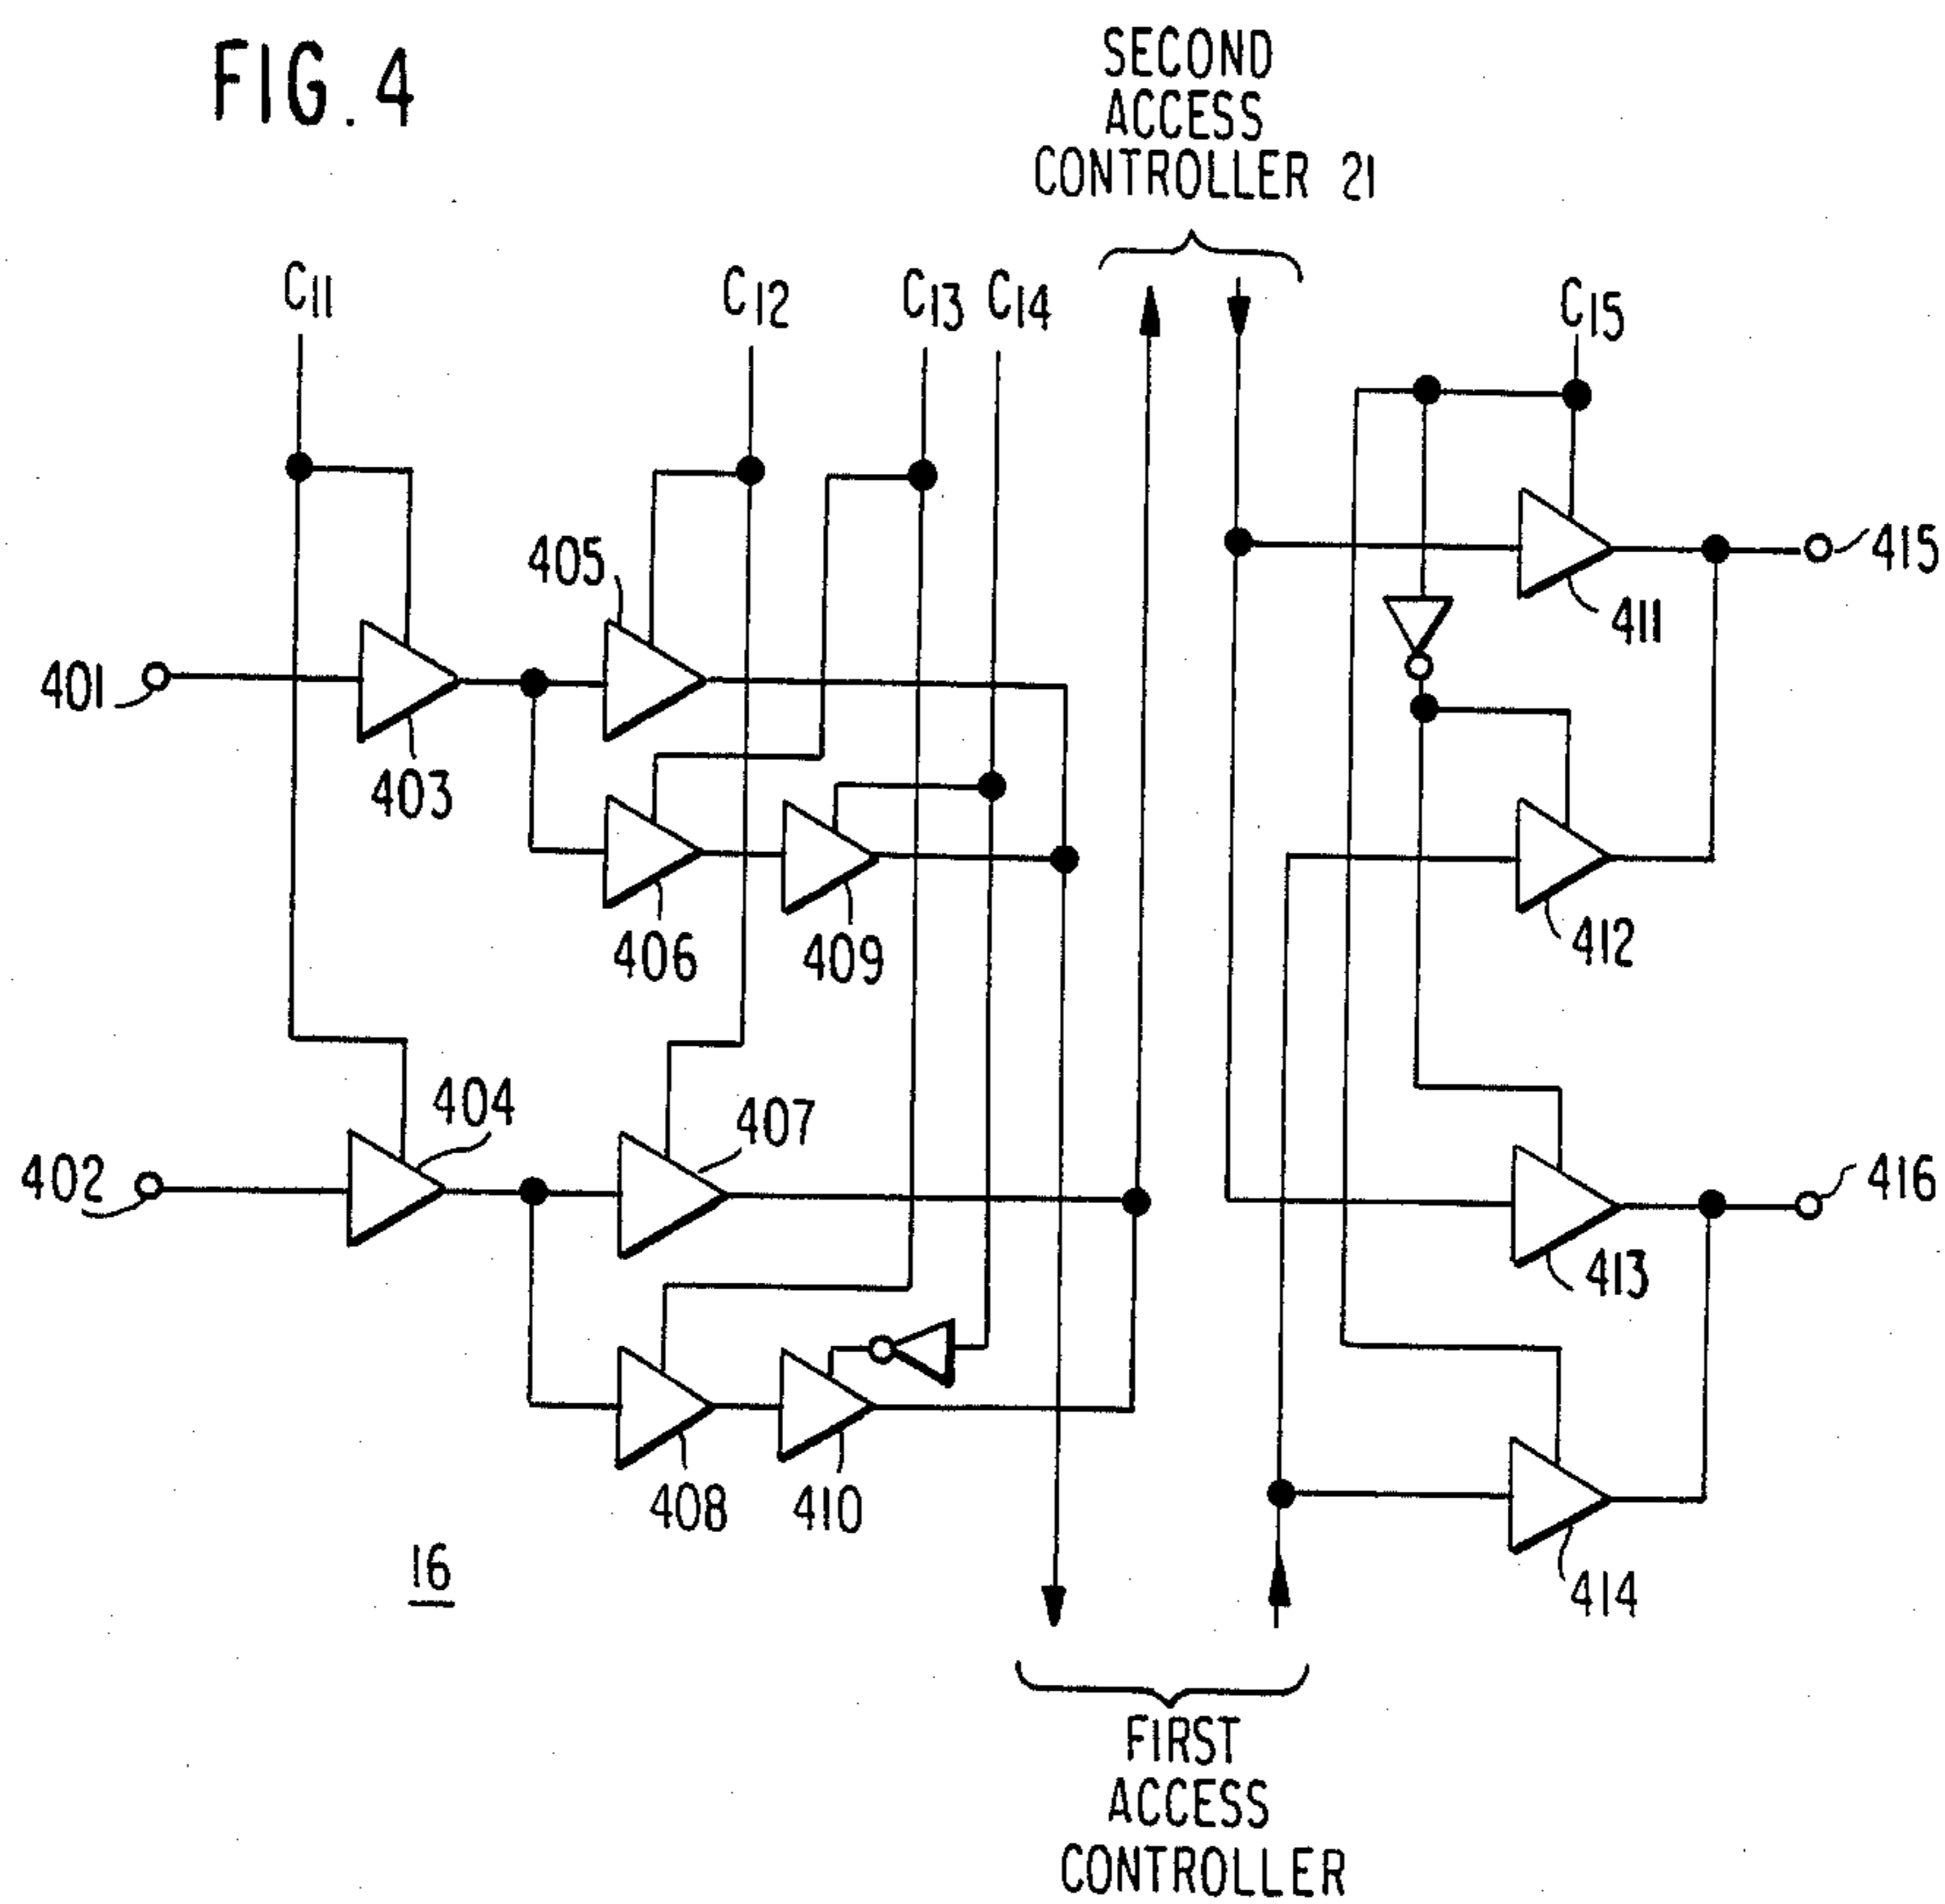 FIG. 4
SECOND
ACCESS
CONTROLLER 21
C11
C12
C13
C14
C15
405
415
411
401
403
406
409
412
404
407
402
416
413
408
410
414
16
FIRST
ACCESS
CONTROLLER